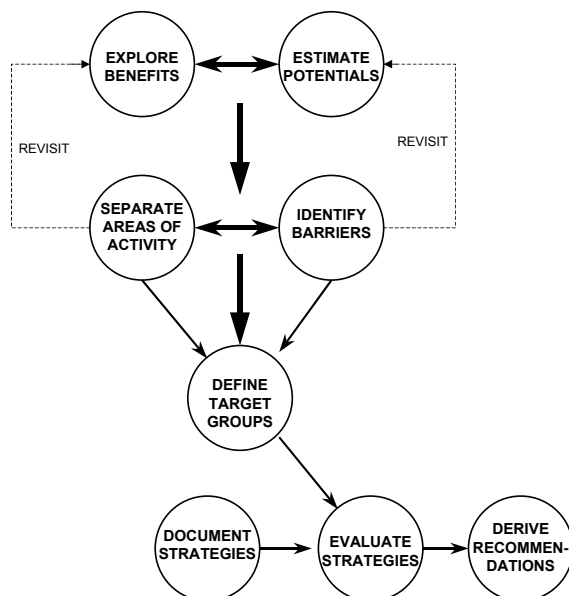 EXPLORE
BENEFITS
ESTIMATE
POTENTIALS
REVISIT
REVISIT
SEPARATE
AREAS OF
ACTIVITY
IDENTIFY
BARRIERS
DEFINE
TARGET
GROUPS
DOCUMENT
STRATEGIES
EVALUATE
STRATEGIES
DERIVE
RECOMMEN-
DATIONS